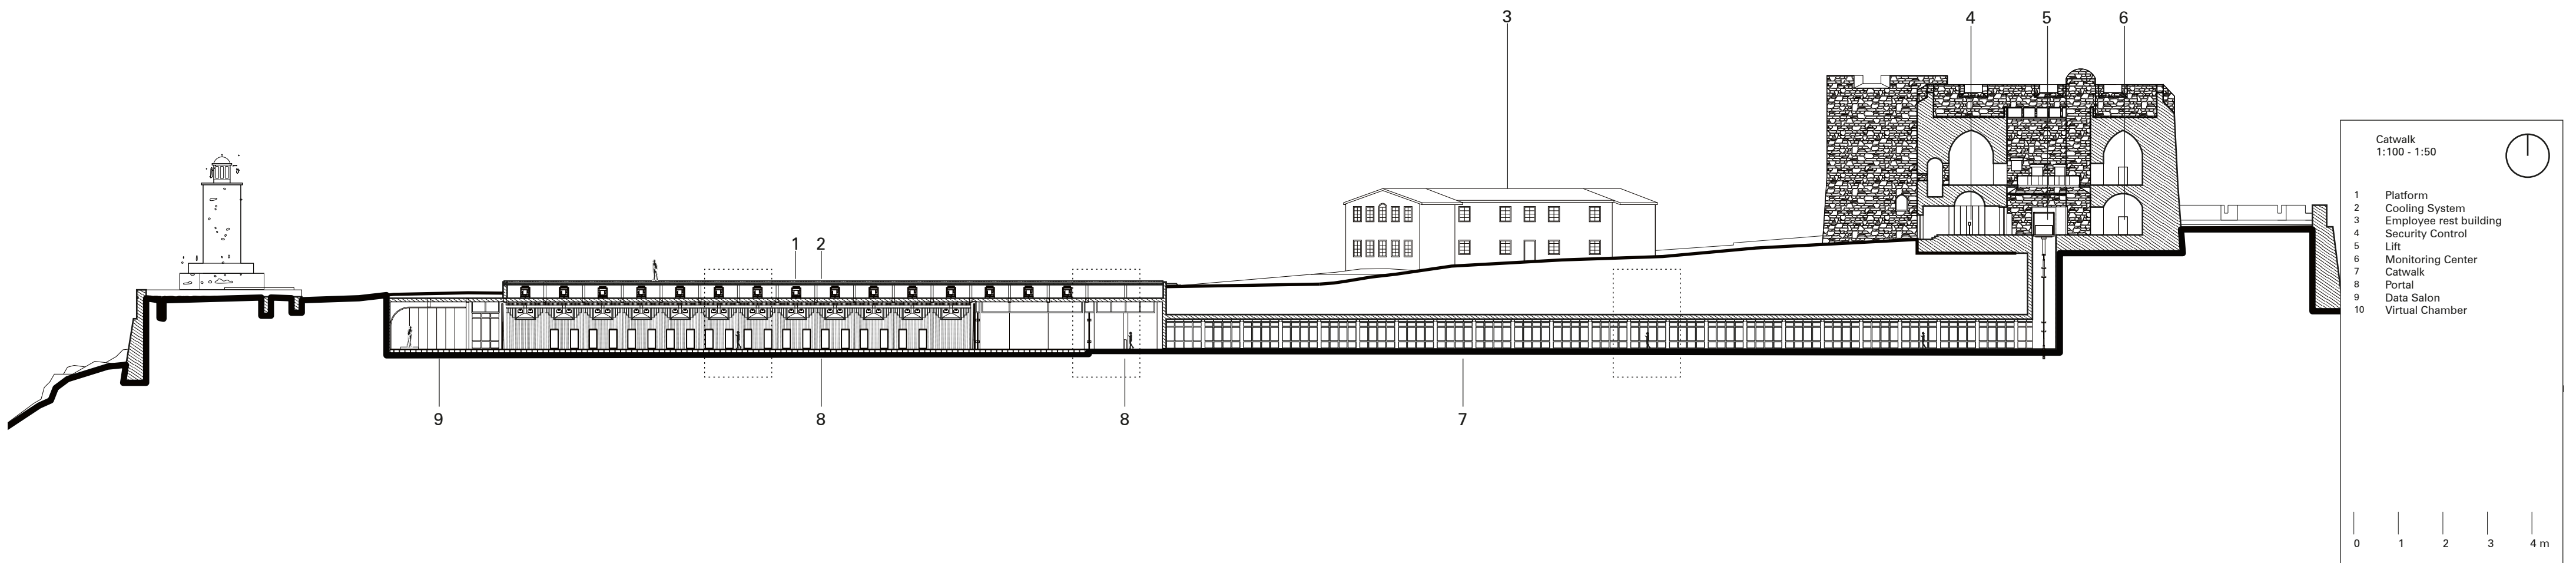 3
4 5 6
1 2
9 8 8 7
Catwalk
1:100 - 1:50
1 Platform
2 Cooling System
3 Employee rest building
4 Security Control
5 Lift
6 Monitoring Center
7 Catwalk
8 Portal
9 Data Salon
10 Virtual Chamber
0 1 2 3 4 m